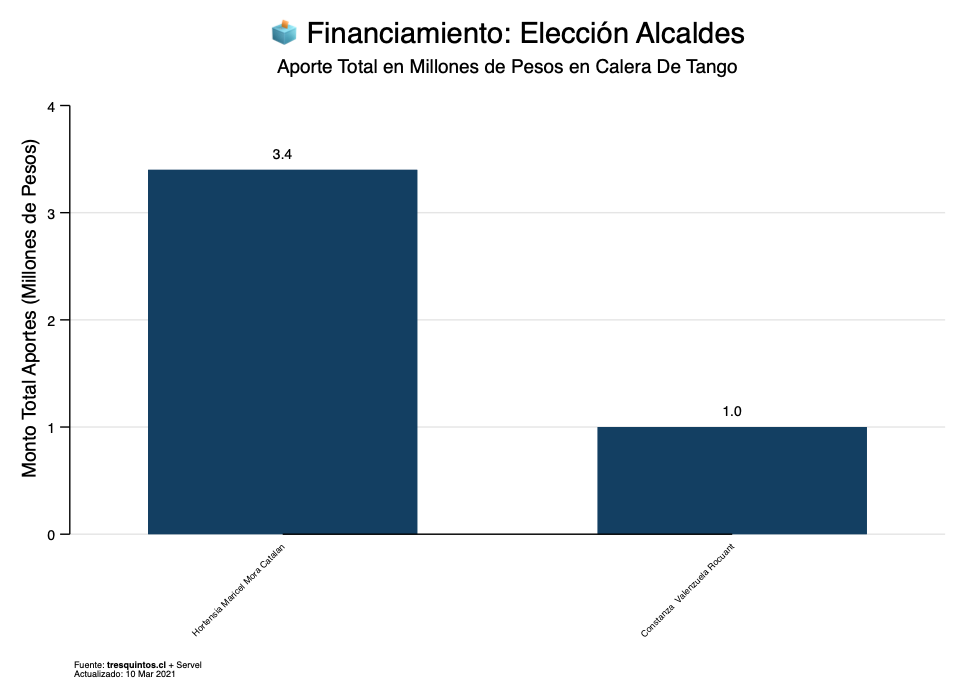 🗳️ Financiamiento: Elección Alcaldes
Aporte Total en Millones de Pesos en Calera De Tango
Monto Total Aportes (Millones de Pesos)
4
3
2
1
0
3.4
1.0
Hortensia Maricel Mora Catalan
Constanza  Valenzuela Rocuant
Fuente: tresquintos.cl + Servel
Actualizado: 10 Mar 2021